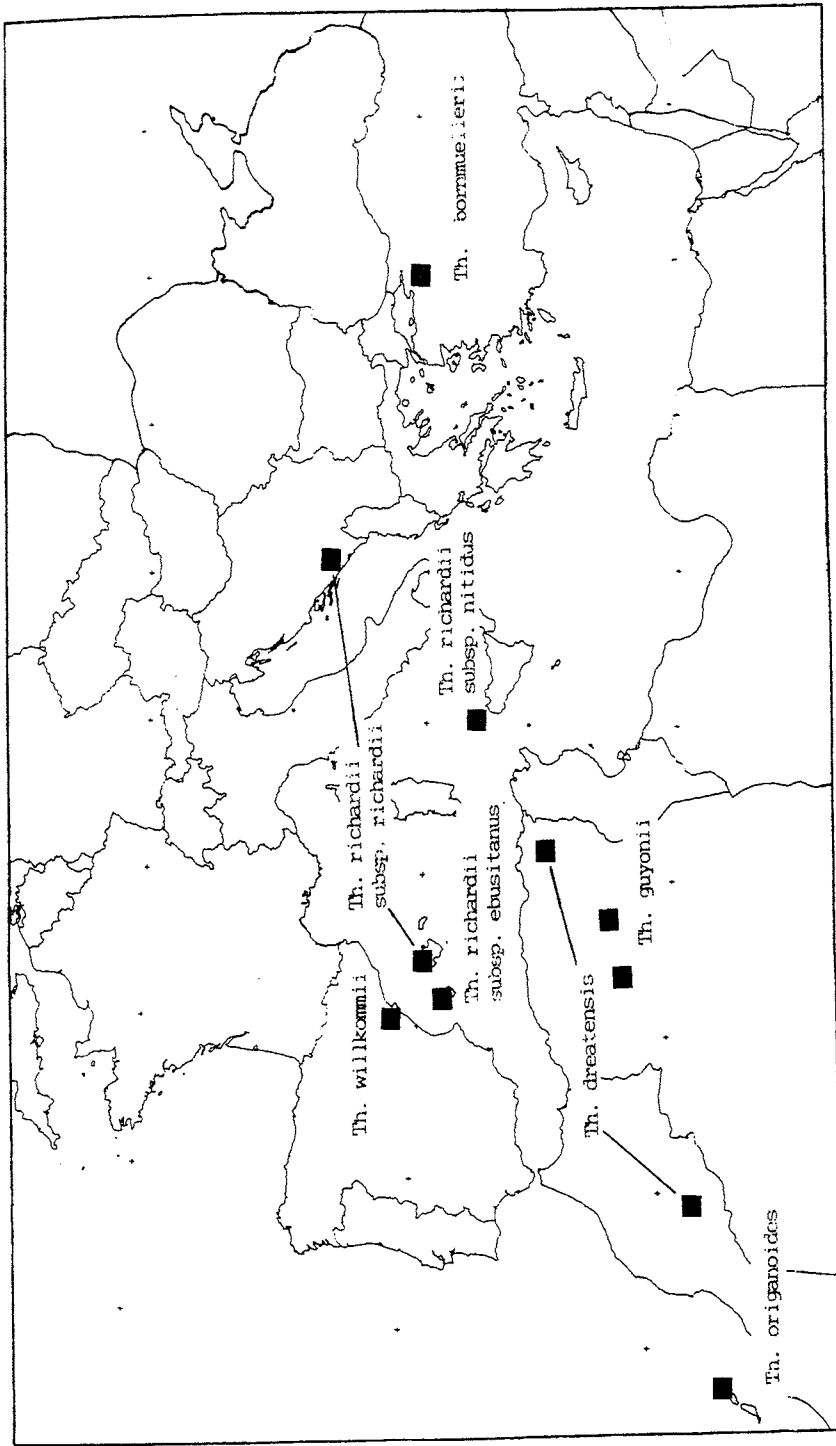 Th. willkommii
Th. richardii
subsp. richardii
Th. richardii
subsp. ebusitanus
Th. richardii
subsp. nitidus
Th. bornmuelleri:
Th. dreatensis
Th. guyonii
Th. origanoides